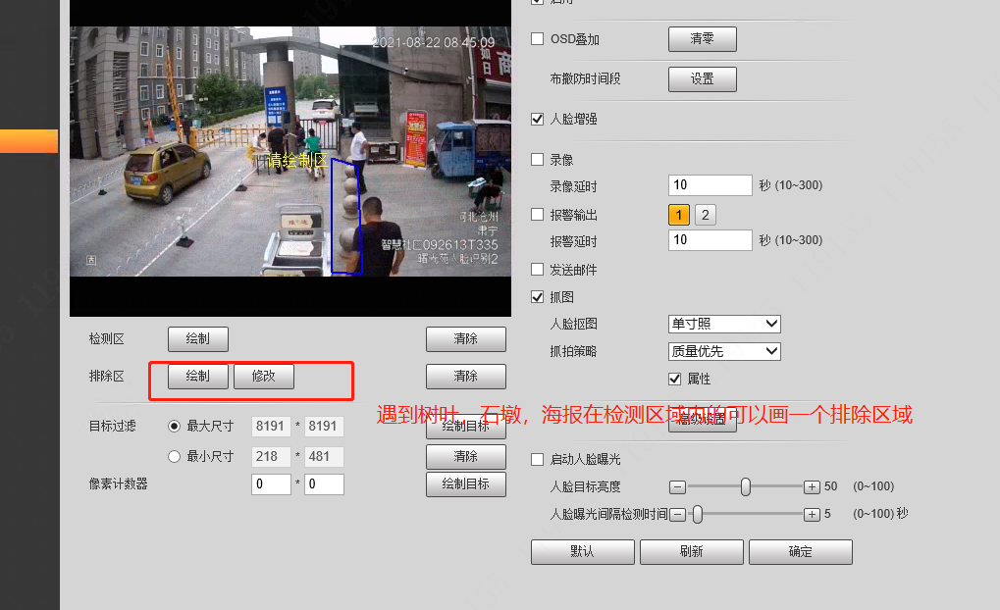 启用
2021-08-22 08:45:09
请绘制区
河北沧州
肃宁
智慧社区092613T335
曙光苑人脸识别2
检测区 绘制 清除
排除区 绘制 修改 清除
目标过滤 最大尺寸 8191 * 8191 绘制目标
最小尺寸 218 * 481 清除
像素计数器 0 * 0 绘制目标
OSD叠加 清零
布撤防时间段 设置
人脸增强
录像
录像延时 10 秒 (10~300)
报警输出 1 2
报警延时 10 秒 (10~300)
发送邮件
抓图
人脸抠图 单寸照
抓拍策略 质量优先
属性
高级设置
遇到树叶，石墩，海报在检测区域内的可以画一个排除区域
启动人脸曝光
人脸目标亮度 50 (0~100)
人脸曝光间隔检测时间 5 (0~100) 秒
默认 刷新 确定